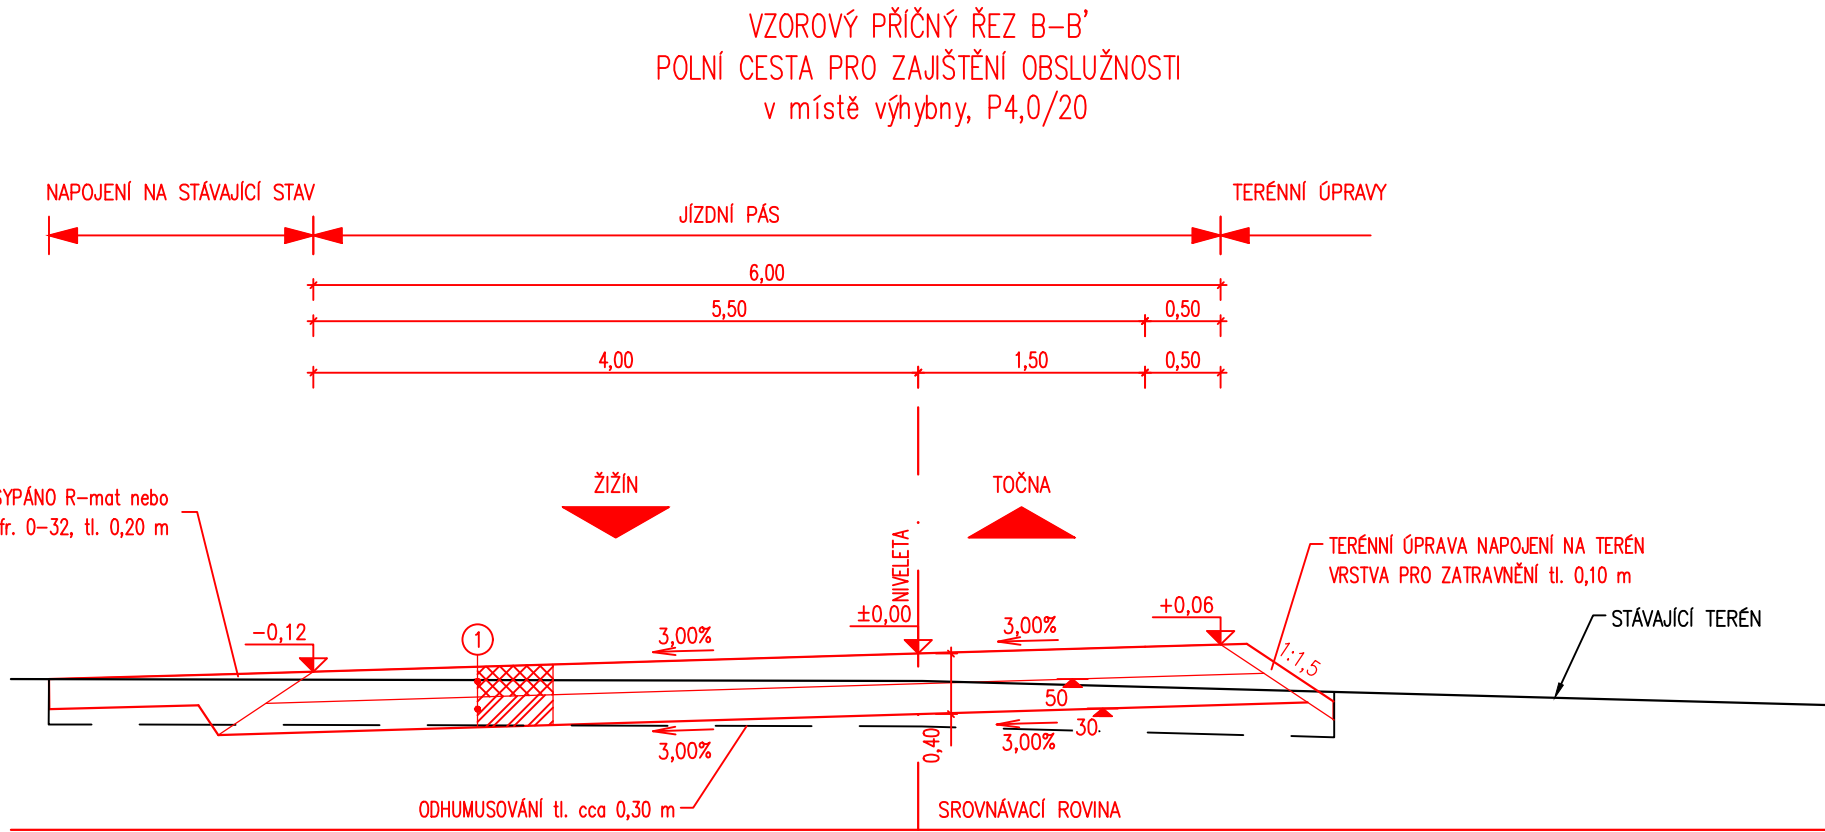 VZOROVÝ PŘÍČNÝ ŘEZ B-B'
POLNÍ CESTA PRO ZAJIŠTĚNÍ OBSLUŽNOSTI
v místě výhybny, P4,0/20
NAPOJENÍ NA STÁVAJÍCÍ STAV
JÍZDNÍ PÁS
TERÉNNÍ ÚPRAVY
6,00
5,50
0,50
4,00
1,50
0,50
ŽIŽÍN
TOČNA
SYPÁNO R-mat nebo
fr. 0-32, tl. 0,20 m
NIVELETA
TERÉNNÍ ÚPRAVA NAPOJENÍ NA TERÉN
VRSTVA PRO ZATRAVNĚNÍ tl. 0,10 m
STÁVAJÍCÍ TERÉN
-0,12
1
3,00%
±0,00
3,00%
+0,06
1:1,5
50
30
3,00%
0,40
3,00%
ODHUMUSOVÁNÍ tl. cca 0,30 m
SROVNÁVACÍ ROVINA